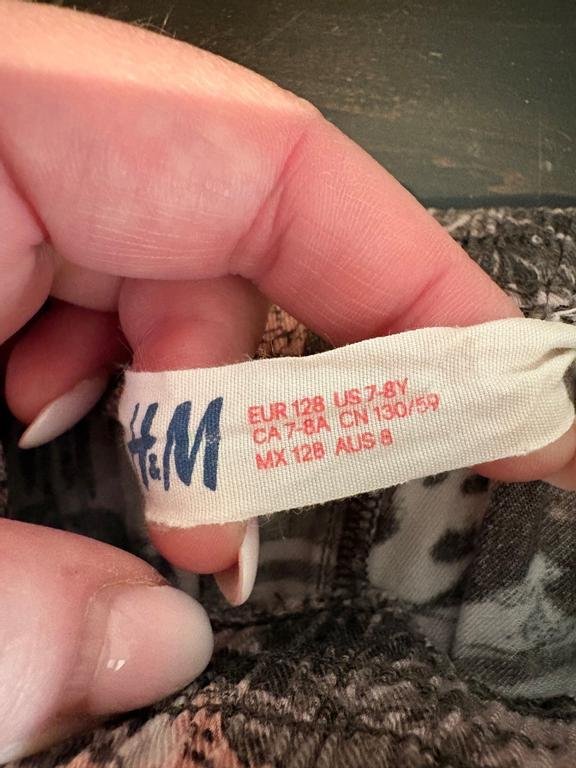 H&M
EUR 128 US 7-8Y
CA 7-8A CN 130/59
MX 128 AUS 8